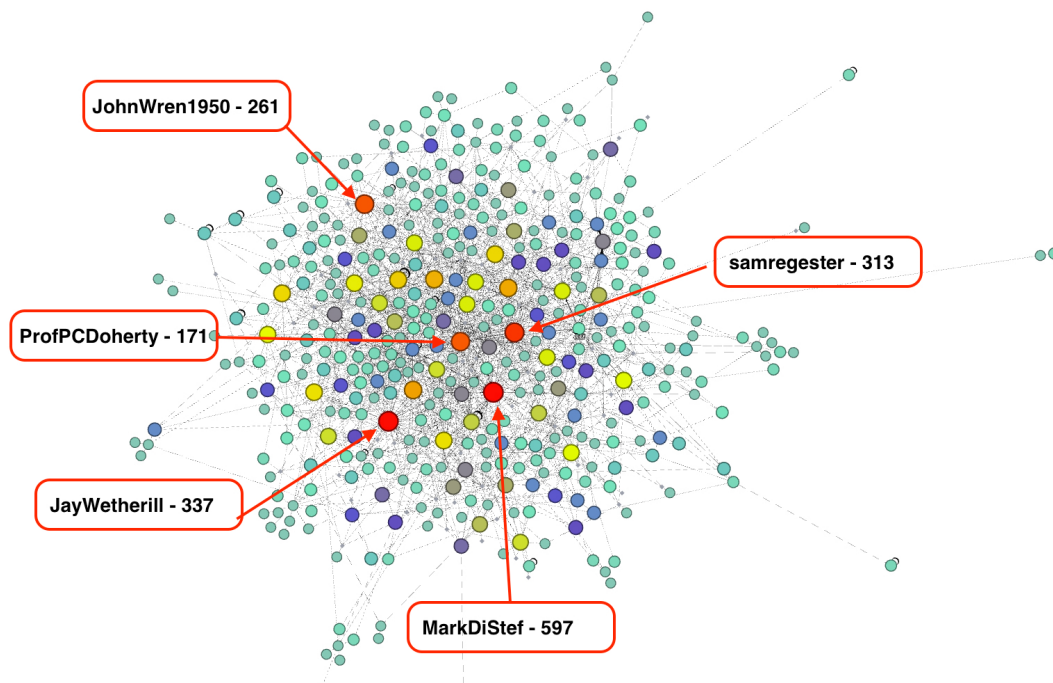 JohnWren1950 - 261
samregester - 313
ProfPCDoherty - 171
JayWetherill - 337
MarkDiStef - 597